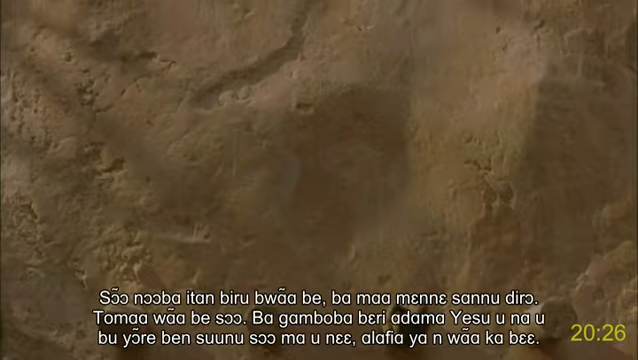 Sɔ̃ɔ nɔɔba itan biru bwãa be, ba maa mɛnnɛ sannu dirɔ.
Tomaa wãa be sɔɔ. Ba gamboba bɛri adama Yesu u na u
bu yɔ̃re ben suunu sɔɔ ma u nɛɛ, alafia ya n wãa ka bɛɛ.
20:26